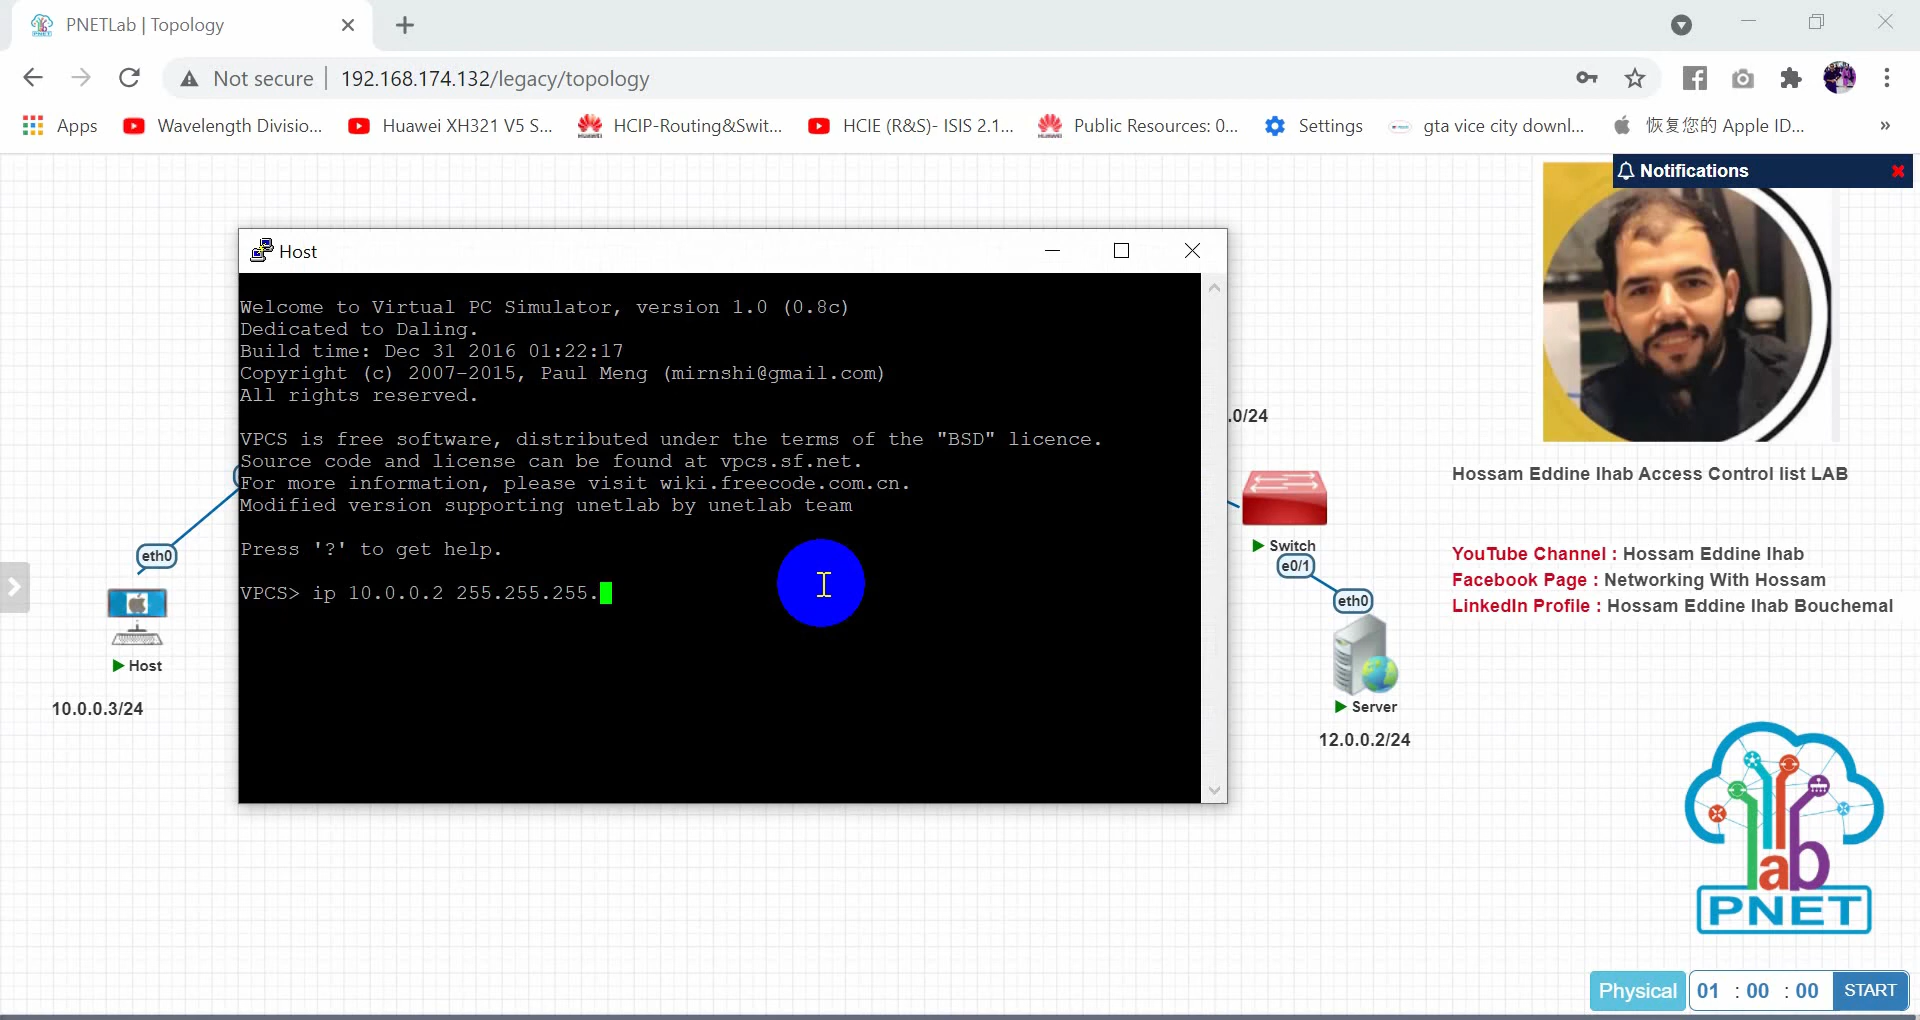 PNETLab | Topology
Not secure | 192.168.174.132/legacy/topology
Apps
Wavelength Divisio...
Huawei XH321 V5 S...
HCIP-Routing&Swit...
HCIE (R&S)- ISIS 2.1...
Public Resources: 0...
Settings
gta vice city downl...
恢复您的 Apple ID...
»
Notifications
Host
Welcome to Virtual PC Simulator, version 1.0 (0.8c)
Dedicated to Daling.
Build time: Dec 31 2016 01:22:17
Copyright (c) 2007-2015, Paul Meng (mirnshi@gmail.com)
All rights reserved.
VPCS is free software, distributed under the terms of the "BSD" licence.
Source code and license can be found at vpcs.sf.net.
For more information, please visit wiki.freecode.com.cn.
Modified version supporting unetlab by unetlab team
Press '?' to get help.
VPCS> ip 10.0.0.2 255.255.255.
eth0
Host
10.0.0.3/24
.0/24
Switch
e0/1
eth0
Server
12.0.0.2/24
Hossam Eddine Ihab Access Control list LAB
YouTube Channel : Hossam Eddine Ihab
Facebook Page : Networking With Hossam
LinkedIn Profile : Hossam Eddine Ihab Bouchemal
lab
PNET
Physical 01 : 00 : 00 START